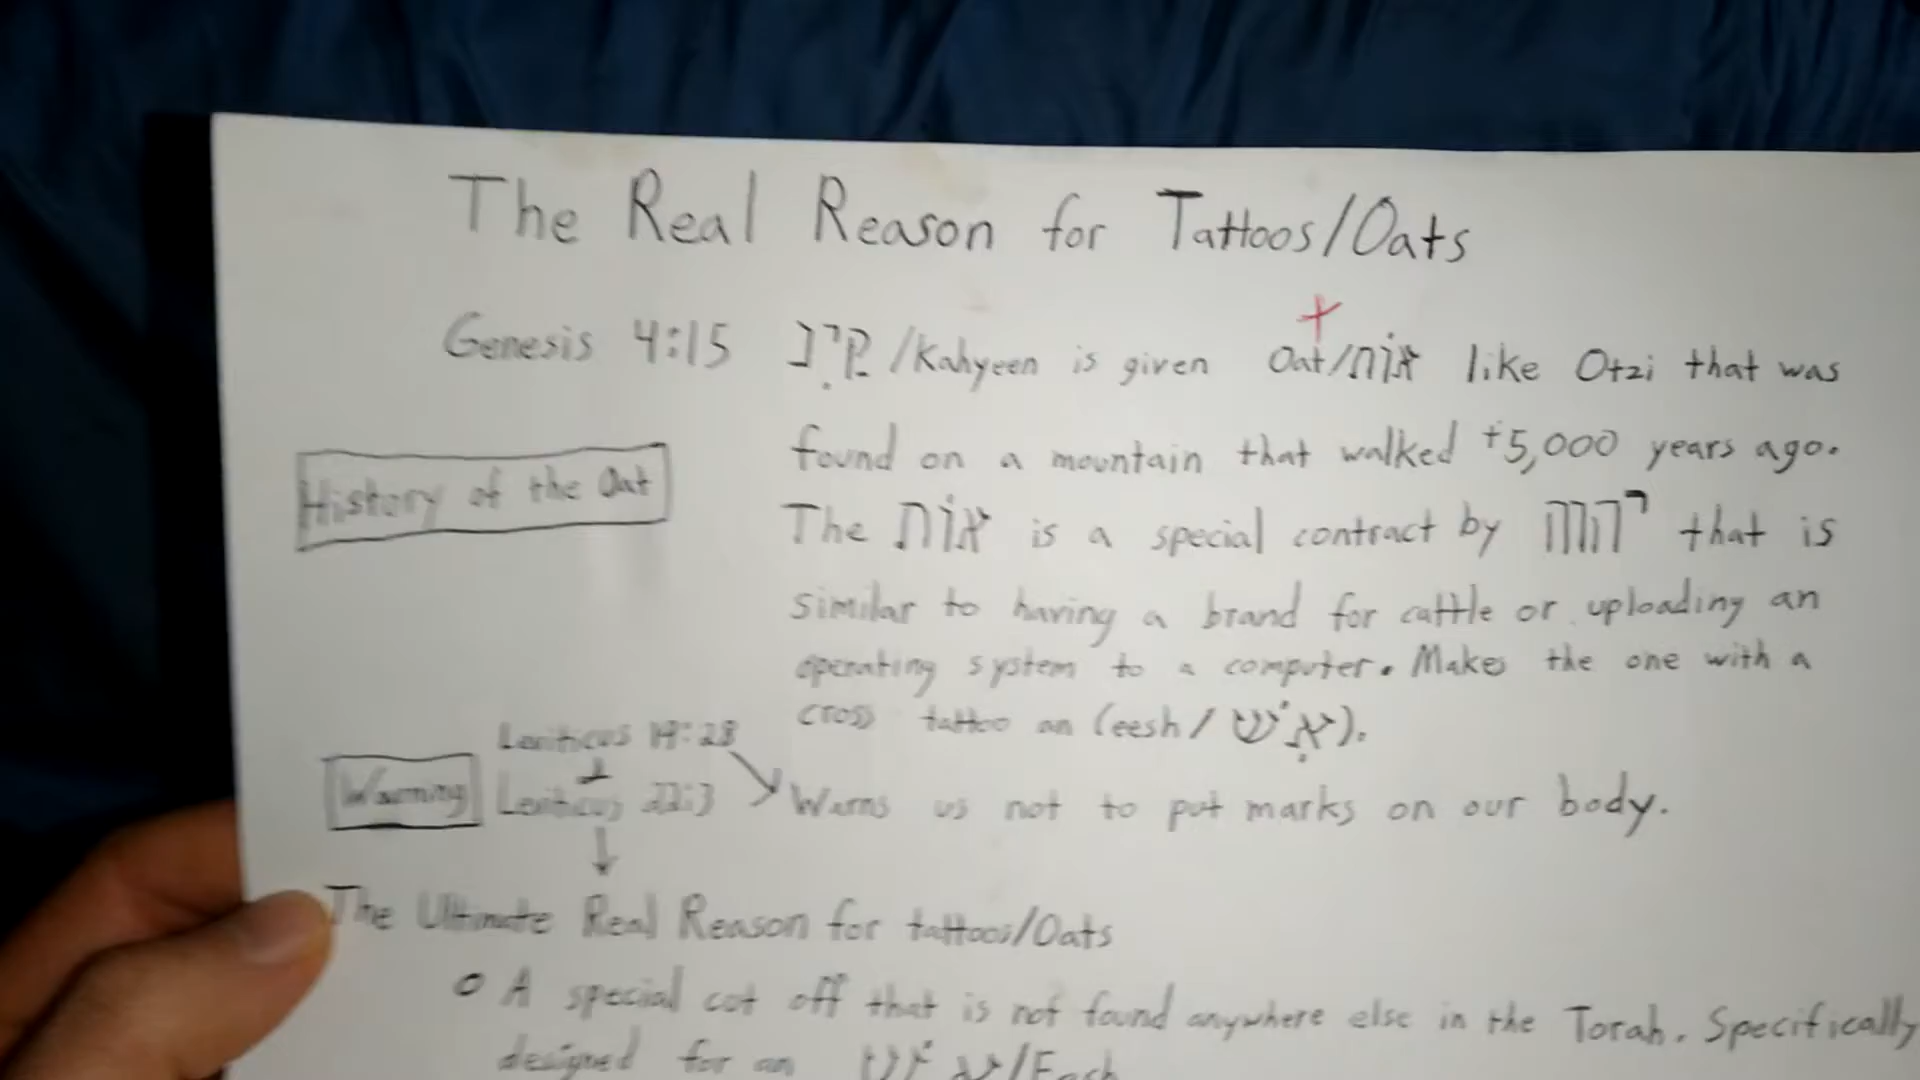 The Real Reason for Tattoos/Oats
+
Genesis 4:15 קִין /Kahyeen is given Oat/אוֹת like Otzi that was
found on a mountain that walked +5,000 years ago.
History of the Oat
The אוֹת is a special contract by יהוה that is
similar to having a brand for cattle or uploading an
operating system to a computer. Makes the one with a
cross tattoo an (eesh/אִישׁ).
Leviticus 19:28
+
Warning
Leviticus 22:3
Warns us not to put marks on our body.
The Ultimate Real Reason for tattoos/Oats
A special cut off that is not found anywhere else in the Torah. Specifically
designed for an